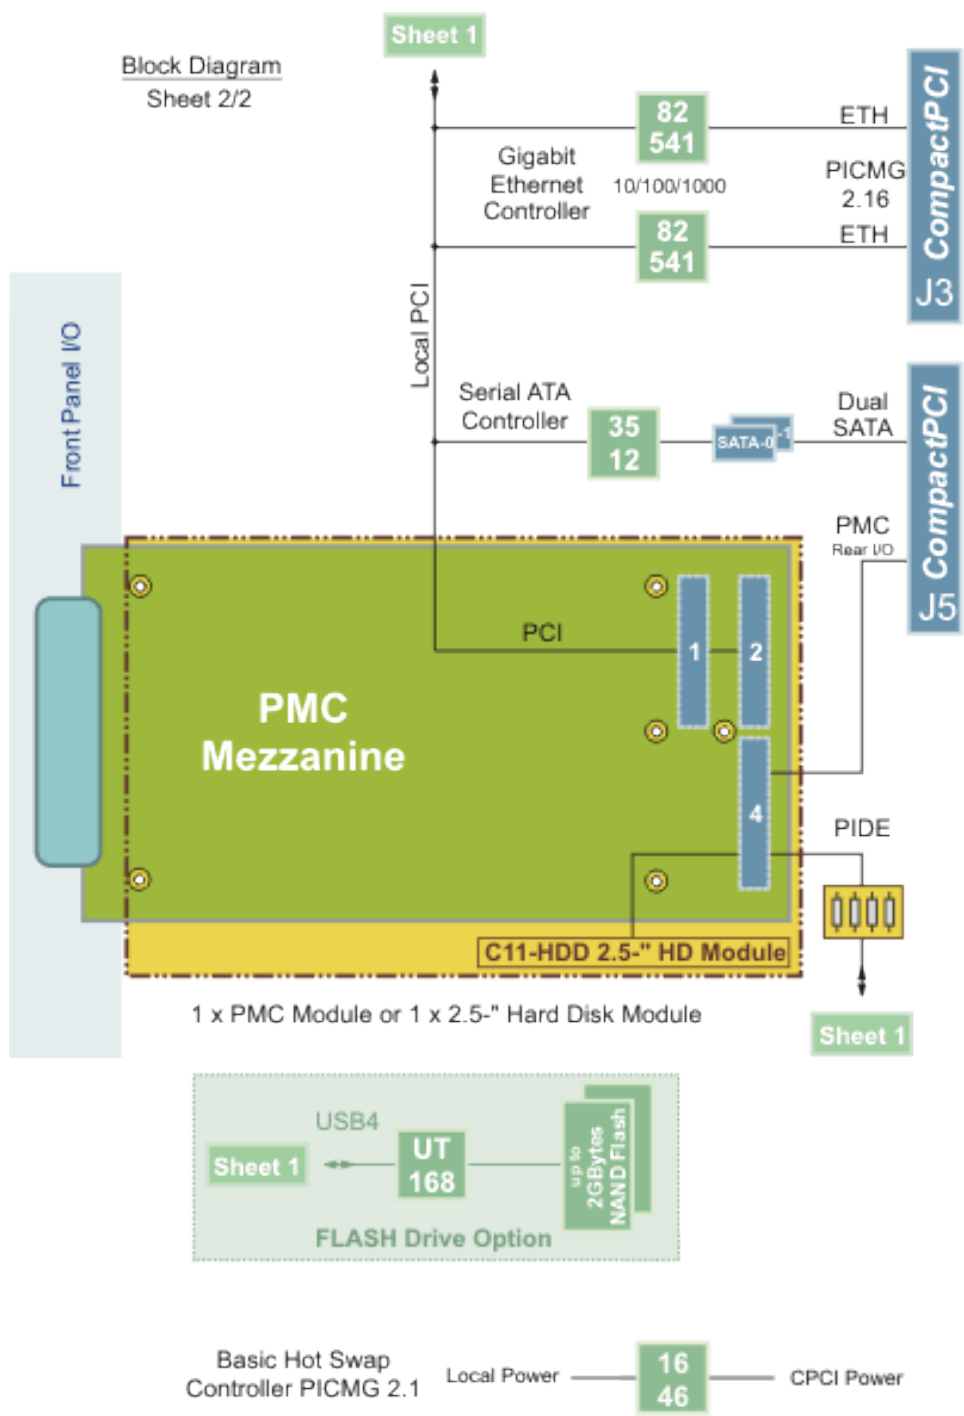 Sheet 1
Block Diagram
Sheet 2/2
82
541
ETH
Gigabit
Ethernet
Controller
10/100/1000
PICMG
2.16
82
541
ETH
CompactPCI
J3
Local PCI
Front Panel I/O
Serial ATA
Controller
35
12
SATA-0
-1
Dual
SATA
CompactPCI
J5
PMC
Rear I/O
PCI
1
2
PMC
Mezzanine
4
PIDE
C11-HDD 2.5-" HD Module
1 x PMC Module or 1 x 2.5-" Hard Disk Module
Sheet 1
USB4
Sheet 1
UT
168
up to
2GBytes
NAND Flash
FLASH Drive Option
Basic Hot Swap
Controller PICMG 2.1
Local Power
16
46
CPCI Power